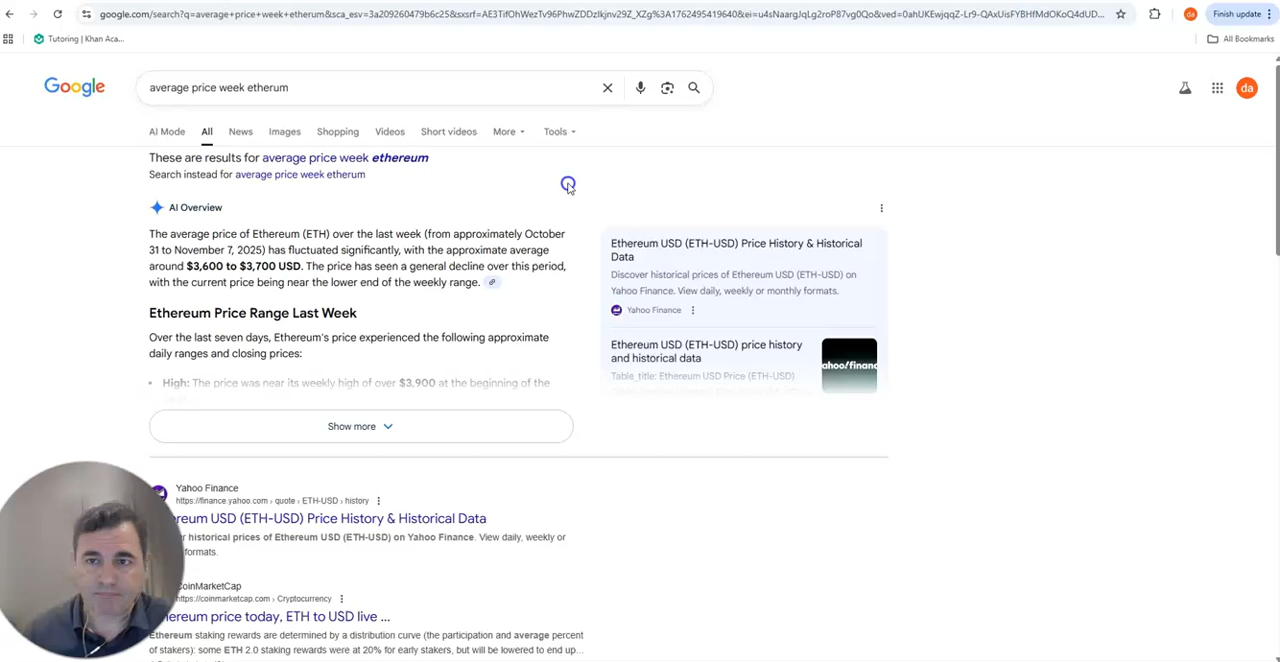 google.com/search?q=average+price+week+etherum&sca_esv=3a209260479b6c25&sxsrf=AE3TifOhWezTv96PhwZDDzIkjnv29Z_XZg%3A1762495419640&ei=u4sNaargJqLg2roP87vg0Qo&ved=0ahUKEwjqqZ-Lr9-QAxUisFYBHfMdOKoQ4dUD...
da
Finish update
Tutoring | Khan Aca...
All Bookmarks
Google
average price week etherum
da
AI Mode
All
News
Images
Shopping
Videos
Short videos
More
Tools
These are results for average price week ethereum
Search instead for average price week etherum
AI Overview
The average price of Ethereum (ETH) over the last week (from approximately October
31 to November 7, 2025) has fluctuated significantly, with the approximate average
around $3,600 to $3,700 USD. The price has seen a general decline over this period,
with the current price being near the lower end of the weekly range.
Ethereum Price Range Last Week
Over the last seven days, Ethereum's price experienced the following approximate
daily ranges and closing prices:
• High: The price was near its weekly high of over $3,900 at the beginning of the
Show more
Ethereum USD (ETH-USD) Price History & Historical
Data
Discover historical prices of Ethereum USD (ETH-USD) on
Yahoo Finance. View daily, weekly or monthly formats.
Yahoo Finance
Ethereum USD (ETH-USD) price history
and historical data
Table_title: Ethereum USD Price (ETH-USD)
ahoo!financ
Yahoo Finance
https://finance.yahoo.com › quote › ETH-USD › history
ereum USD (ETH-USD) Price History & Historical Data
r historical prices of Ethereum USD (ETH-USD) on Yahoo Finance. View daily, weekly or
formats.
CoinMarketCap
https://coinmarketcap.com › Cryptocurrency
hereum price today, ETH to USD live ...
Ethereum staking rewards are determined by a distribution curve (the participation and average percent
of stakers): some ETH 2.0 staking rewards were at 20% for early stakers, but will be lowered to end up...